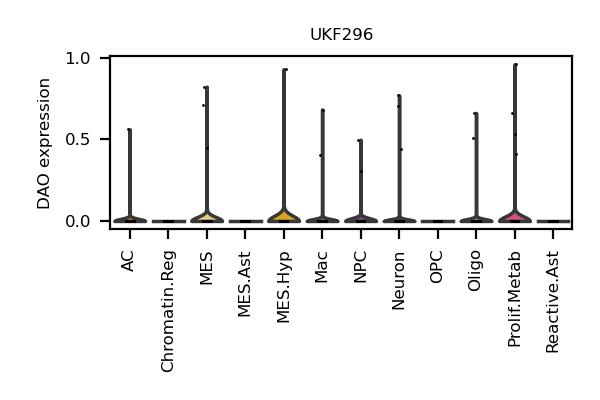 UKF296
DAO expression
1.0
0.5
0.0
AC
Chromatin.Reg
MES
MES.Ast
MES.Hyp
Mac
NPC
Neuron
OPC
Oligo
Prolif.Metab
Reactive.Ast